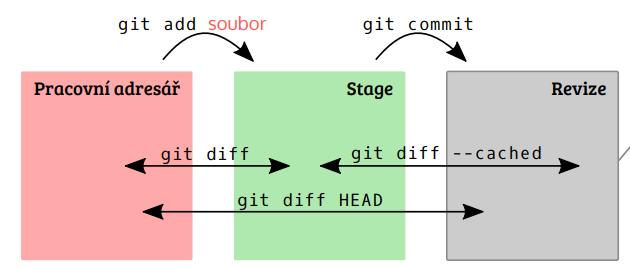 git add soubor
git commit
Pracovní adresář
Stage
Revize
git diff
git diff --cached
git diff HEAD